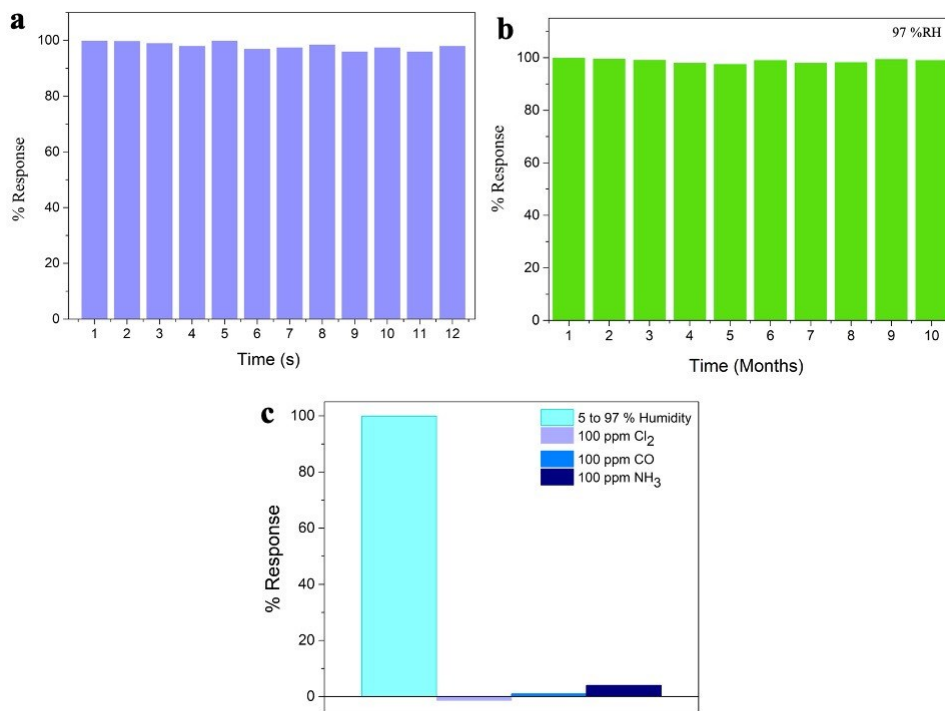 a
100
80
60
40
20
0
% Response
1 2 3 4 5 6 7 8 9 10 11 12
Time (s)
b
97 %RH
100
80
60
40
20
0
% Response
1 2 3 4 5 6 7 8 9 10
Time (Months)
c
100
80
60
40
20
0
% Response
5 to 97 % Humidity
100 ppm Cl₂
100 ppm CO
100 ppm NH₃